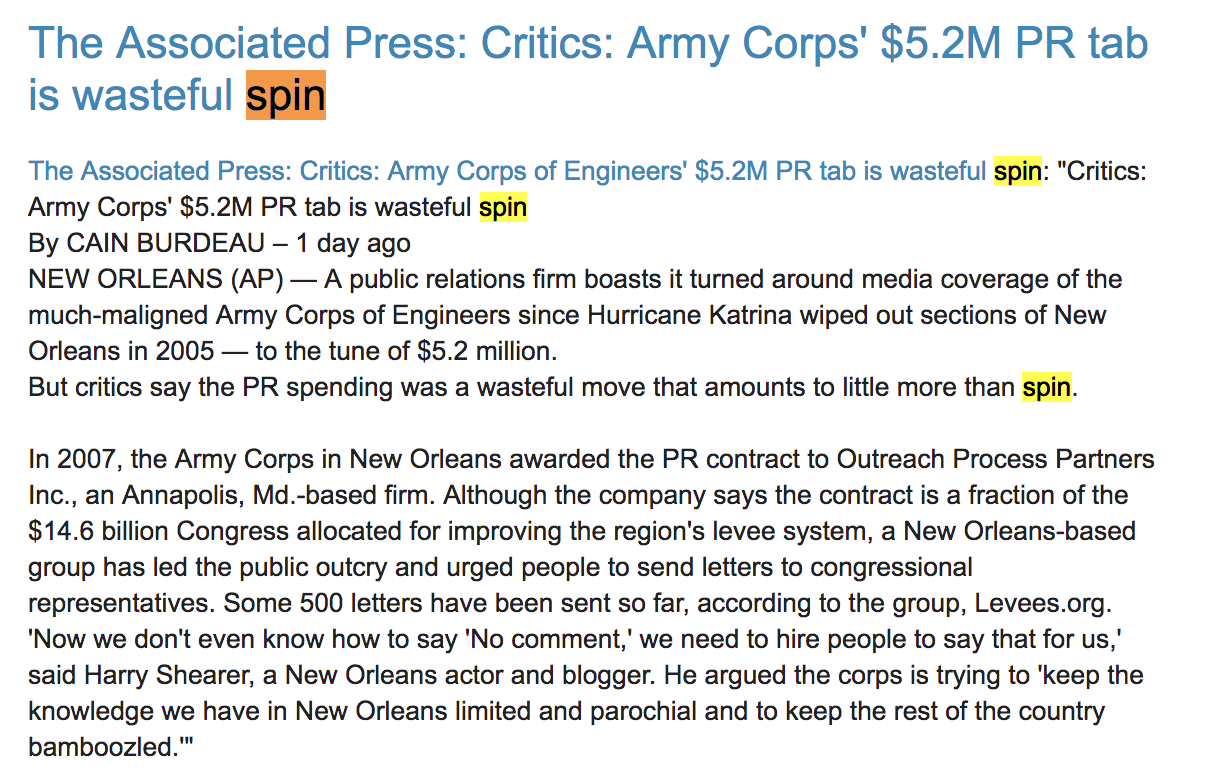 The Associated Press: Critics: Army Corps' $5.2M PR tab
is wasteful spin
The Associated Press: Critics: Army Corps of Engineers' $5.2M PR tab is wasteful spin: "Critics:
Army Corps' $5.2M PR tab is wasteful spin
By CAIN BURDEAU – 1 day ago
NEW ORLEANS (AP) — A public relations firm boasts it turned around media coverage of the
much-maligned Army Corps of Engineers since Hurricane Katrina wiped out sections of New
Orleans in 2005 — to the tune of $5.2 million.
But critics say the PR spending was a wasteful move that amounts to little more than spin.
In 2007, the Army Corps in New Orleans awarded the PR contract to Outreach Process Partners
Inc., an Annapolis, Md.-based firm. Although the company says the contract is a fraction of the
$14.6 billion Congress allocated for improving the region's levee system, a New Orleans-based
group has led the public outcry and urged people to send letters to congressional
representatives. Some 500 letters have been sent so far, according to the group, Levees.org.
'Now we don't even know how to say 'No comment,' we need to hire people to say that for us,'
said Harry Shearer, a New Orleans actor and blogger. He argued the corps is trying to 'keep the
knowledge we have in New Orleans limited and parochial and to keep the rest of the country
bamboozled.'"